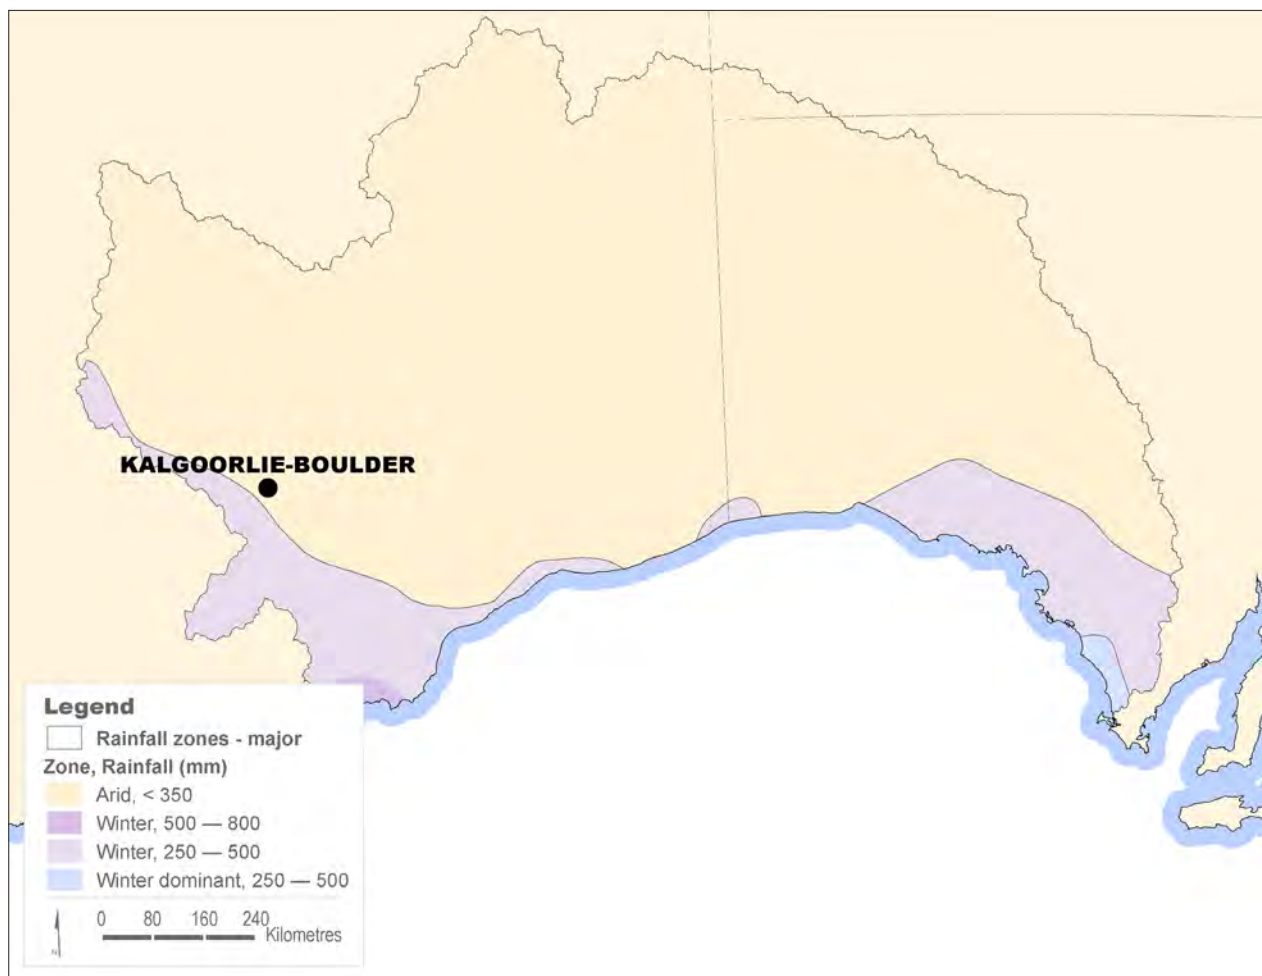 KALGOORLIE-BOULDER
Legend
Rainfall zones - major
Zone, Rainfall (mm)
Arid, < 350
Winter, 500 — 800
Winter, 250 — 500
Winter dominant, 250 — 500
N
0 80 160 240
Kilometres